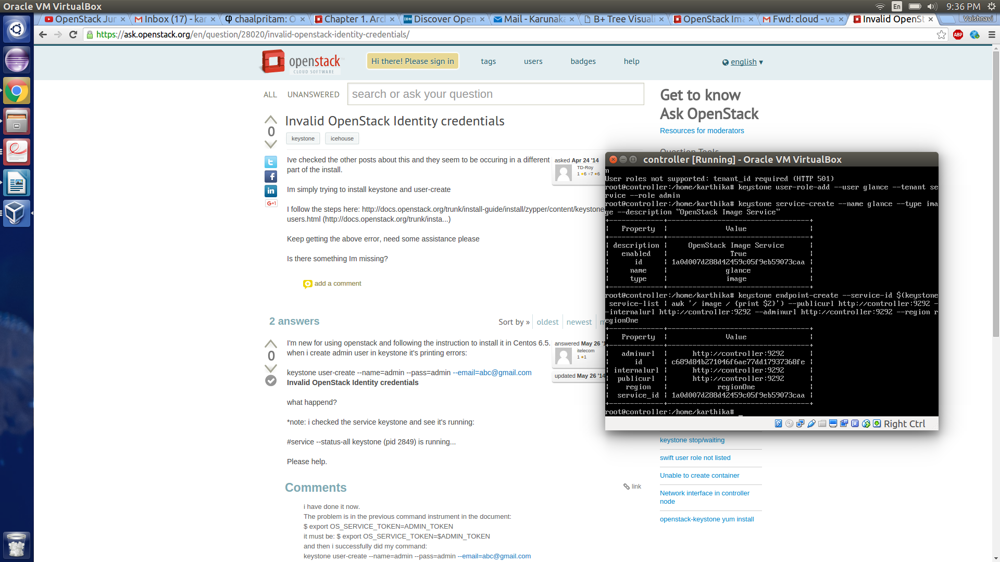 Oracle VM VirtualBox
En
9:36 PM
OpenStack Jur
Inbox (17) - kar
chaalpritam: O
Chapter 1. Arc
IBM
Discover Open
Mail - Karunaka
B+ Tree Visuali
OpenStack Ima
Fwd: cloud - va
Invalid OpenSt
Vaishnavi
https://ask.openstack.org/en/question/28020/invalid-openstack-identity-credentials/
ABP
openstack
CLOUD SOFTWARE
Hi there! Please sign in
tags
users
badges
help
english ▾
ALL
UNANSWERED
search or ask your question
Get to know
Ask OpenStack
Resources for moderators
Question Tools
0
Invalid OpenStack Identity credentials
keystone
icehouse
Ive checked the other posts about this and they seem to be occuring in a different
part of the install.
Im simply trying to install keystone and user-create
I follow the steps here: http://docs.openstack.org/trunk/install-guide/install/zypper/content/keystone-
users.html (http://docs.openstack.org/trunk/insta...)
Keep getting the above error, need some assistance please
Is there something Im missing?
asked Apr 24 '14
TD-Roy
1 ●6 ●7 ●6
G+1
add a comment
2 answers
Sort by »
oldest
newest
m
0
I'm new for using openstack and following the instruction to install it in Centos 6.5.
when i create admin user in keystone it's printing errors:
keystone user-create --name=admin --pass=admin --email=abc@gmail.com
Invalid OpenStack Identity credentials
what happend?
*note: i checked the service keystone and see it's running:
#service --status-all keystone (pid 2849) is running...
Please help.
answered May 26 '1
itelecom
1 ●1
updated May 26 '14
Comments
link
i have done it now.
The problem is in the previous command instrument in the document:
$ export OS_SERVICE_TOKEN=ADMIN_TOKEN
it must be: $ export OS_SERVICE_TOKEN=$ADMIN_TOKEN
and then i successfully did my command:
keystone user-create --name=admin --pass=admin --email=abc@gmail.com
controller [Running] - Oracle VM VirtualBox
m
User roles not supported: tenant_id required (HTTP 501)
root@controller:/home/karthika# keystone user-role-add --user glance --tenant se
rvice --role admin
root@controller:/home/karthika# keystone service-create --name glance --type ima
ge --description "OpenStack Image Service"
+-------------+----------------------------------+
| Property | Value |
+-------------+----------------------------------+
| description | OpenStack Image Service |
| enabled | True |
| id | 1a0d007d288d42459c05f9eb59073caa |
| name | glance |
| type | image |
+-------------+----------------------------------+
root@controller:/home/karthika# keystone endpoint-create --service-id $(keystone
service-list | awk '/ image / {print $2}') --publicurl http://controller:9292 -
-internalurl http://controller:9292 --adminurl http://controller:9292 --region r
egionOne
+-------------+----------------------------------+
| Property | Value |
+-------------+----------------------------------+
| adminurl | http://controller:9292 |
| id | c689d84b271046f6ae77dd17937368fe |
| internalurl | http://controller:9292 |
| publicurl | http://controller:9292 |
| region | regionOne |
| service_id | 1a0d007d288d42459c05f9eb59073caa |
+-------------+----------------------------------+
root@controller:/home/karthika# _
Right Ctrl
keystone stop/waiting
swift user role not listed
Unable to create container
Network interface in controller
node
openstack-keystone yum install